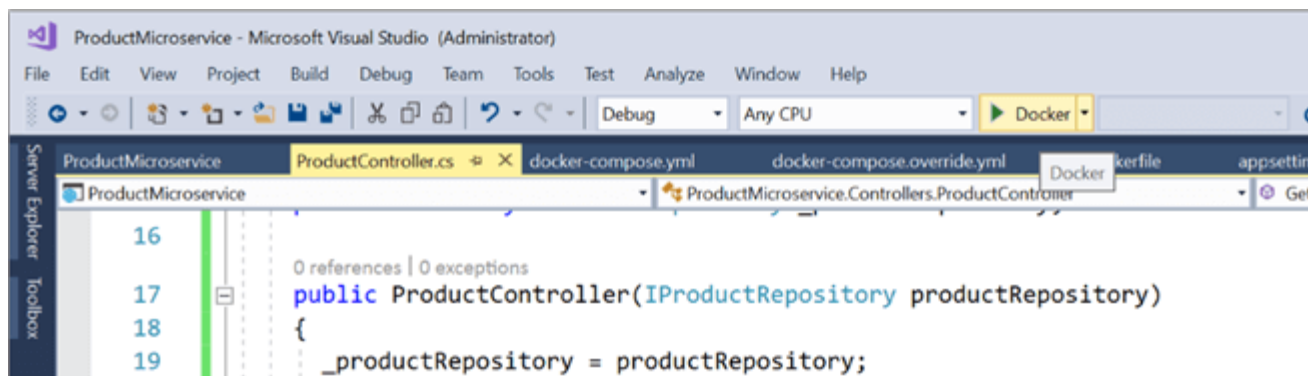 ProductMicroservice - Microsoft Visual Studio (Administrator)
File Edit View Project Build Debug Team Tools Test Analyze Window Help
Debug Any CPU Docker
ProductMicroservice ProductController.cs docker-compose.yml docker-compose.override.yml kerfile appsettin
Docker
ProductMicroservice ProductMicroservice.Controllers.ProductController Ge
Server Explorer
Toolbox
16
0 references | 0 exceptions
17 public ProductController(IProductRepository productRepository)
18 {
19 _productRepository = productRepository;